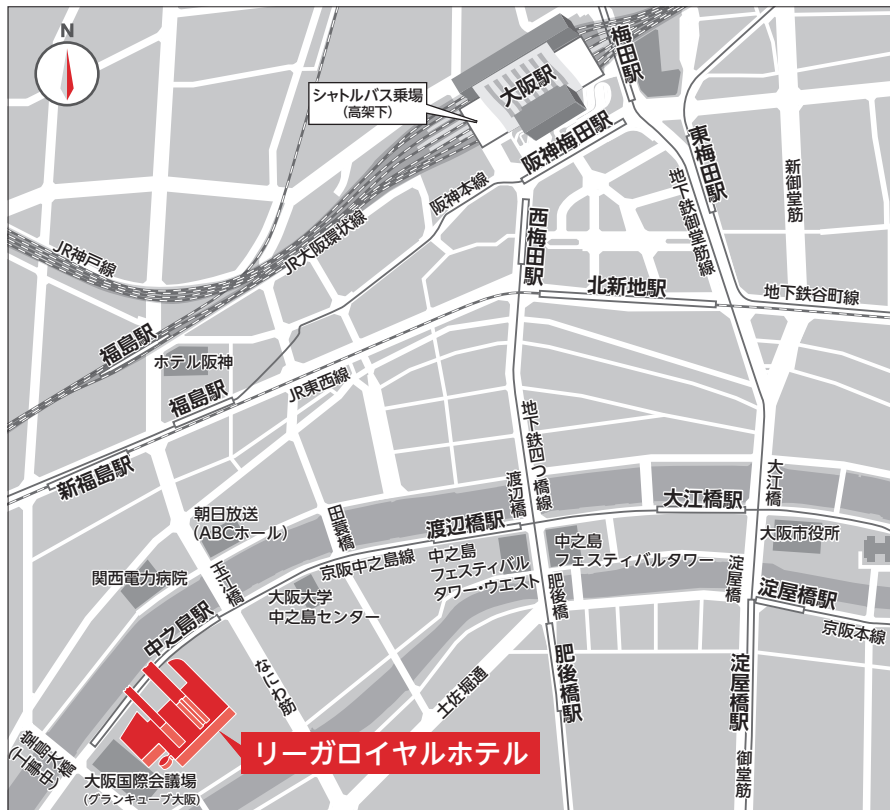 N
シャトルバス乗場
(高架下)
大阪駅
梅田駅
阪神梅田駅
東梅田駅
新御堂筋
地下鉄御堂筋線
阪神本線
JR大阪環状線
JR神戸線
西梅田駅
北新地駅
地下鉄谷町線
福島駅
ホテル阪神
福島駅
JR東西線
新福島駅
地下鉄四つ橋線
渡辺橋
大江橋
大江橋駅
渡辺橋駅
朝日放送
(ABCホール)
田蓑橋
京阪中之島線
中之島
フェスティバル
タワー・ウエスト
中之島
フェスティバルタワー
大阪市役所
関西電力病院
玉江橋
大阪大学
中之島センター
肥後橋
淀屋橋
淀屋橋駅
京阪本線
中之島駅
なにわ筋
土佐堀通
肥後橋駅
淀屋橋駅
御堂筋
リーガロイヤルホテル
堂島大橋
(工事中)
大阪国際会議場
(グランキューブ大阪)